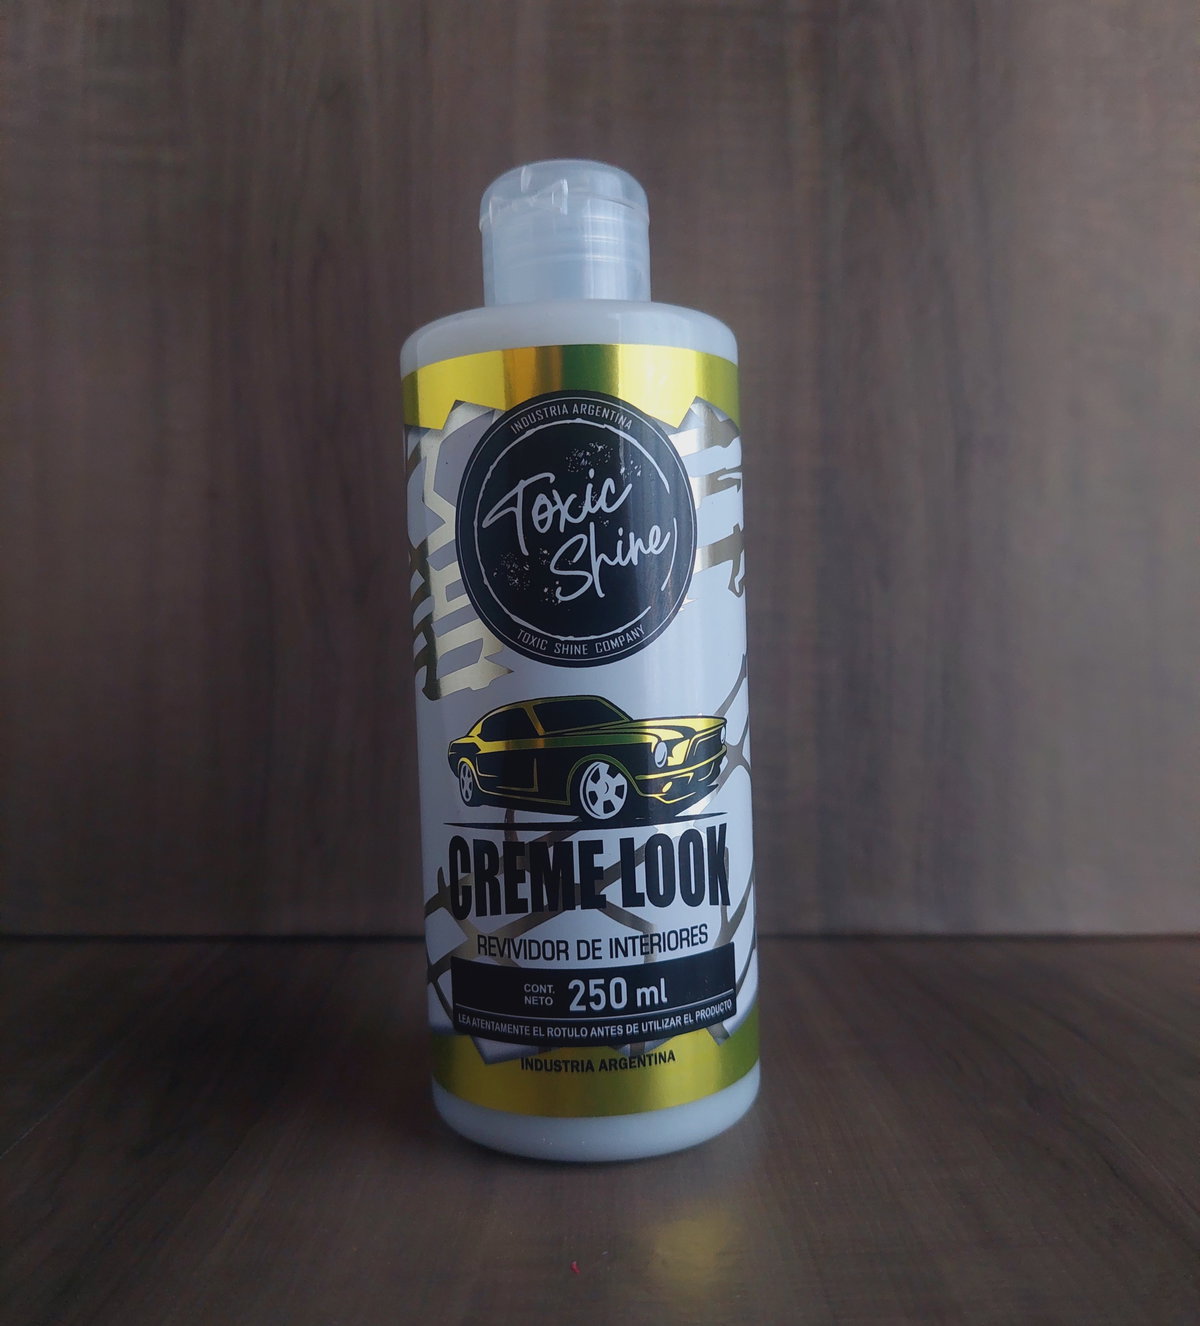 INDUSTRIA ARGENTINA
Toxic
Shine
TOXIC SHINE COMPANY
CREME LOOK
REVIVIDOR DE INTERIORES
CONT.
NETO
250 ml
LEA ATENTAMENTE EL ROTULO ANTES DE UTILIZAR EL PRODUCTO
INDUSTRIA ARGENTINA